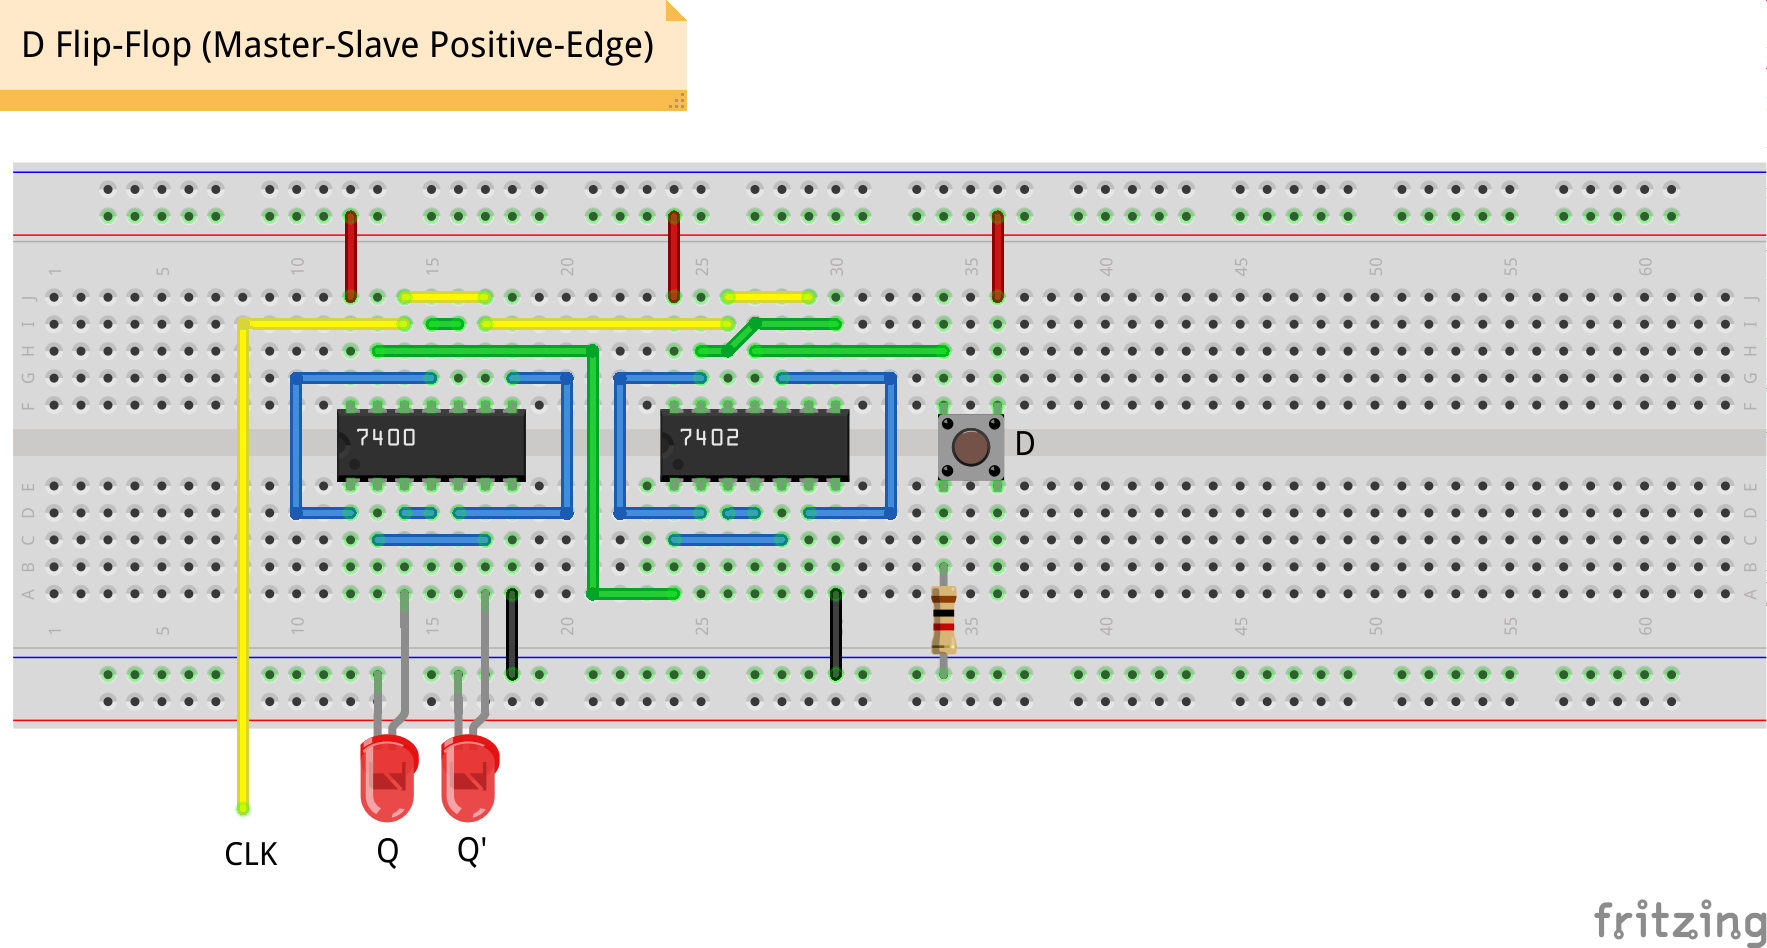 D Flip-Flop (Master-Slave Positive-Edge)
1 5 10 15 20 25 30 35 40 45 50 55 60
J J
I I
H H
G G
F F
7400 7402 D
E E
D D
C C
B B
A A
1 5 10 15 20 25 30 35 40 45 50 55 60
CLK Q Q'
fritzing